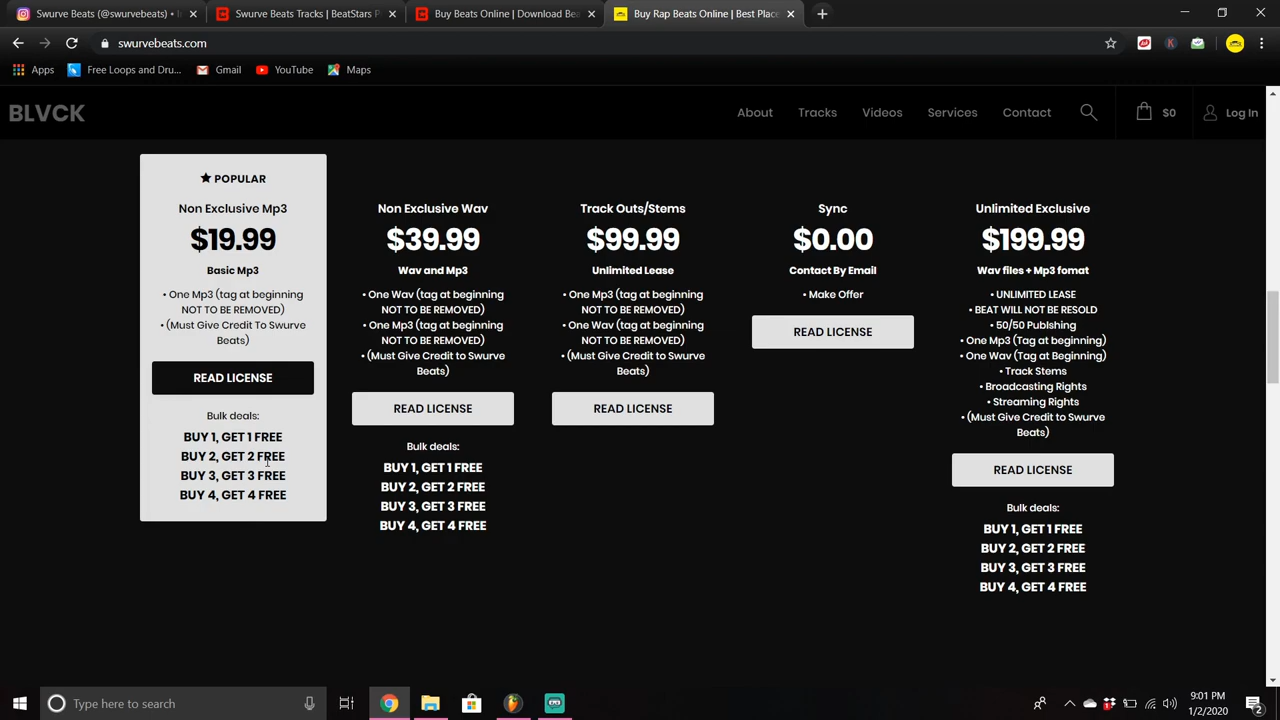 Swurve Beats (@swurvebeats) • I
Swurve Beats Tracks | BeatStars P
Buy Beats Online | Download Bea
Buy Rap Beats Online | Best Place
swurvebeats.com
Apps
Free Loops and Dru...
Gmail
YouTube
Maps
BLVCK
About
Tracks
Videos
Services
Contact
$0
Log In
POPULAR
Non Exclusive Mp3
$19.99
Basic Mp3
• One Mp3 (tag at beginning
NOT TO BE REMOVED)
• (Must Give Credit To Swurve
Beats)
READ LICENSE
Bulk deals:
BUY 1, GET 1 FREE
BUY 2, GET 2 FREE
BUY 3, GET 3 FREE
BUY 4, GET 4 FREE
Non Exclusive Wav
$39.99
Wav and Mp3
• One Wav (tag at beginning
NOT TO BE REMOVED)
• One Mp3 (tag at beginning
NOT TO BE REMOVED)
• (Must Give Credit to Swurve
Beats)
READ LICENSE
Bulk deals:
BUY 1, GET 1 FREE
BUY 2, GET 2 FREE
BUY 3, GET 3 FREE
BUY 4, GET 4 FREE
Track Outs/Stems
$99.99
Unlimited Lease
• One Mp3 (tag at beginning
NOT TO BE REMOVED)
• One Wav (tag at beginning
NOT TO BE REMOVED)
• (Must Give Credit to Swurve
Beats)
READ LICENSE
Sync
$0.00
Contact By Email
• Make Offer
READ LICENSE
Unlimited Exclusive
$199.99
Wav files + Mp3 fomat
• UNLIMITED LEASE
• BEAT WILL NOT BE RESOLD
• 50/50 Publshing
• One Mp3 (Tag at beginning)
• One Wav (Tag at Beginning)
• Track Stems
• Broadcasting Rights
• Streaming Rights
• (Must Give Credit to Swurve
Beats)
READ LICENSE
Bulk deals:
BUY 1, GET 1 FREE
BUY 2, GET 2 FREE
BUY 3, GET 3 FREE
BUY 4, GET 4 FREE
Type here to search
9:01 PM
1/2/2020
2